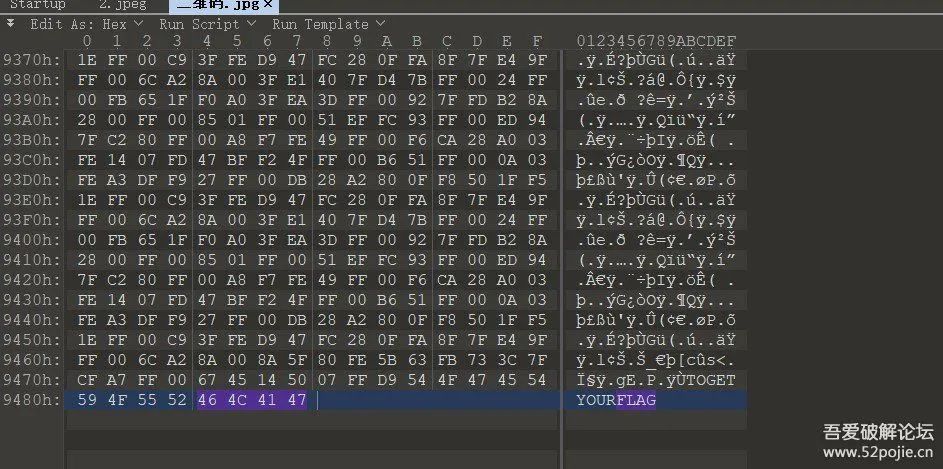 Startup 2.jpeg 二维码.jpg ×
Edit As: Hex Run Script Run Template
0 1 2 3 4 5 6 7 8 9 A B C D E F 0123456789ABCDEF
9370h: 1E FF 00 C9 3F FE D9 47 FC 28 0F FA 8F 7F E4 9F .ÿ.É?þÙGü(.ú..äŸ
9380h: FF 00 6C A2 8A 00 3F E1 40 7F D4 7B FF 00 24 FF ÿ.l¢Š.?á@.Ô{ÿ.$ÿ
9390h: 00 FB 65 1F F0 A0 3F EA 3D FF 00 92 7F FD B2 8A .ûe.ð ?ê=ÿ.’.ý²Š
93A0h: 28 00 FF 00 85 01 FF 00 51 EF FC 93 FF 00 ED 94 (.ÿ.….ÿ.Qïü“ÿ.í”
93B0h: 7F C2 80 FF 00 A8 F7 FE 49 FF 00 F6 CA 28 A0 03 .Â€ÿ.¨÷þIÿ.öÊ( .
93C0h: FE 14 07 FD 47 BF F2 4F FF 00 B6 51 FF 00 0A 03 þ..ýG¿òOÿ.¶Qÿ...
93D0h: FE A3 DF F9 27 FF 00 DB 28 A2 80 0F F8 50 1F F5 þ£ßù'ÿ.Û(¢€.øP.õ
93E0h: 1E FF 00 C9 3F FE D9 47 FC 28 0F FA 8F 7F E4 9F .ÿ.É?þÙGü(.ú..äŸ
93F0h: FF 00 6C A2 8A 00 3F E1 40 7F D4 7B FF 00 24 FF ÿ.l¢Š.?á@.Ô{ÿ.$ÿ
9400h: 00 FB 65 1F F0 A0 3F EA 3D FF 00 92 7F FD B2 8A .ûe.ð ?ê=ÿ.’.ý²Š
9410h: 28 00 FF 00 85 01 FF 00 51 EF FC 93 FF 00 ED 94 (.ÿ.….ÿ.Qïü“ÿ.í”
9420h: 7F C2 80 FF 00 A8 F7 FE 49 FF 00 F6 CA 28 A0 03 .Â€ÿ.¨÷þIÿ.öÊ( .
9430h: FE 14 07 FD 47 BF F2 4F FF 00 B6 51 FF 00 0A 03 þ..ýG¿òOÿ.¶Qÿ...
9440h: FE A3 DF F9 27 FF 00 DB 28 A2 80 0F F8 50 1F F5 þ£ßù'ÿ.Û(¢€.øP.õ
9450h: 1E FF 00 C9 3F FE D9 47 FC 28 0F FA 8F 7F E4 9F .ÿ.É?þÙGü(.ú..äŸ
9460h: FF 00 6C A2 8A 00 8A 5F 80 FE 5B 63 FB 73 3C 7F ÿ.l¢Š.Š_€þ[cûs<.
9470h: CF A7 FF 00 67 45 14 50 07 FF D9 54 4F 47 45 54 Ï§ÿ.gE.P.ÿÙTOGET
9480h: 59 4F 55 52 46 4C 41 47 YOURFLAG
吾爱破解论坛
www.52pojie.cn